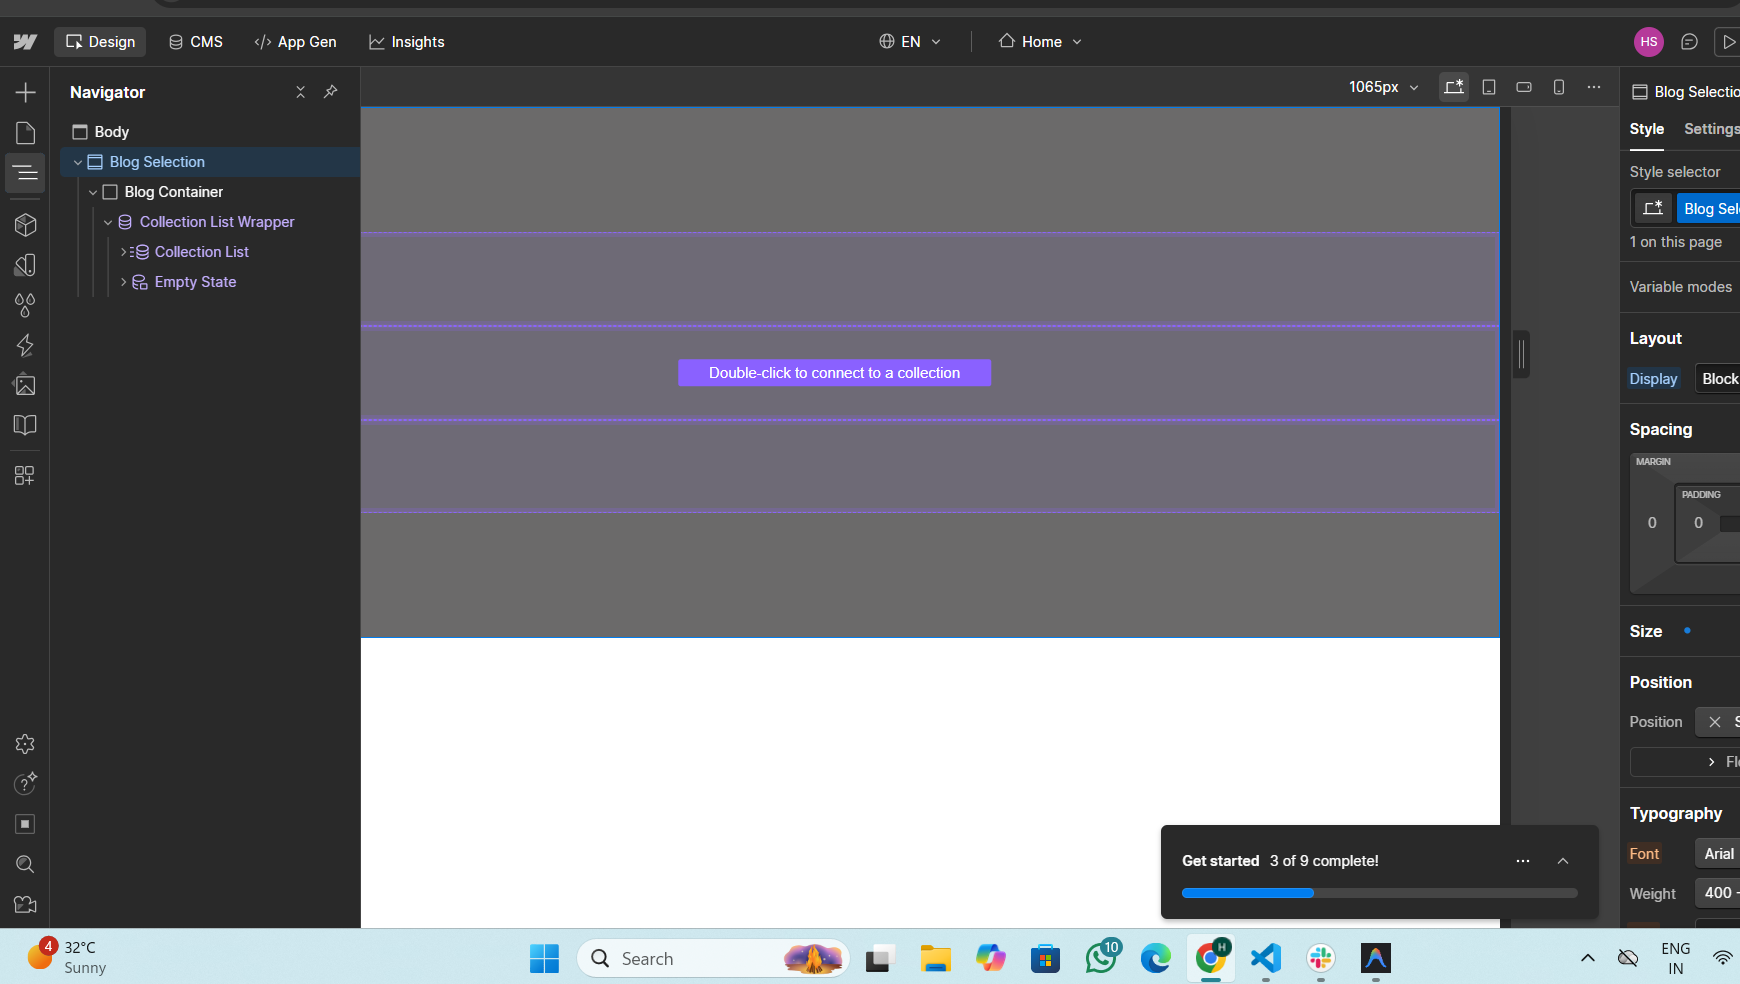 Design
CMS
App Gen
Insights
EN
Home
HS
Navigator
1065px
Body
Blog Selection
Blog Container
Collection List Wrapper
Collection List
Empty State
Double-click to connect to a collection
Blog Selectio
Style
Settings
Style selector
Blog Sel
1 on this page
Variable modes
Layout
Display
Block
Spacing
MARGIN
PADDING
0
0
Size
Position
Position
S
Flo
Typography
Font
Arial
Weight
400 -
Get started
3 of 9 complete!
4
32°C
Sunny
Search
10
H
ENG
IN